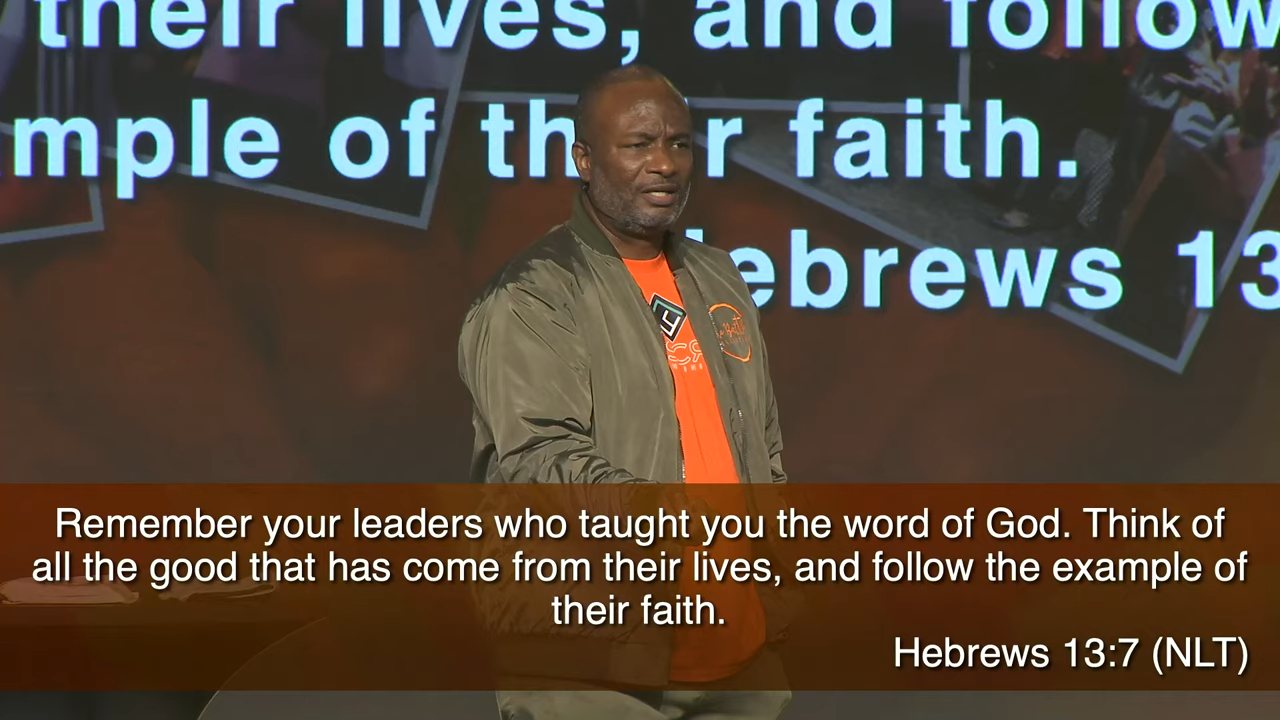 their lives, and follow
mple of their faith.
ebrews 13
Remember your leaders who taught you the word of God. Think of
all the good that has come from their lives, and follow the example of
their faith.
Hebrews 13:7 (NLT)